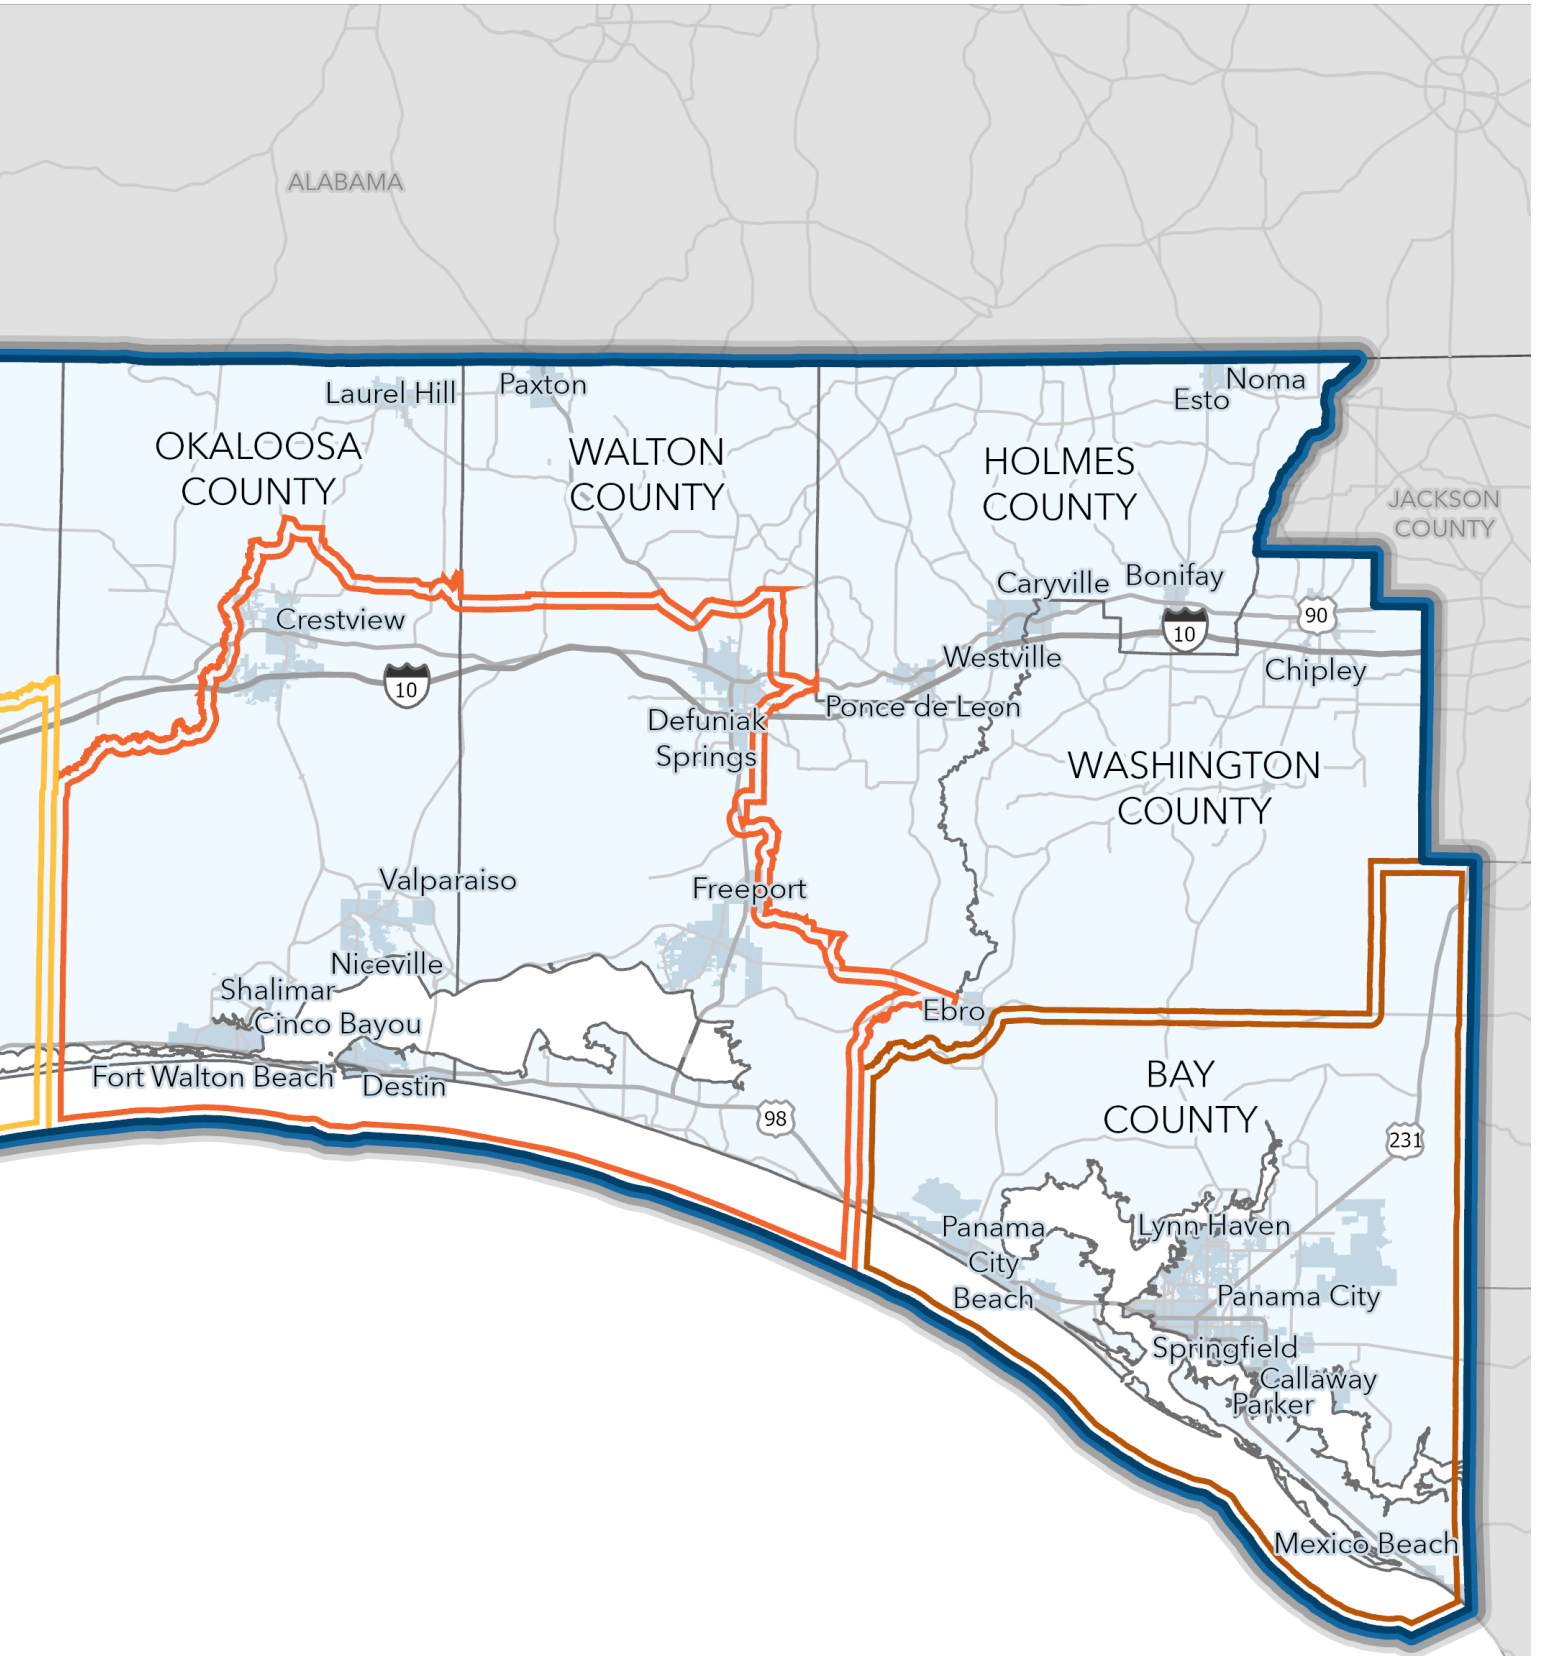 ALABAMA
Laurel Hill
Paxton
Noma
Esto
OKALOOSA
COUNTY
WALTON
COUNTY
HOLMES
COUNTY
JACKSON
COUNTY
Caryville
Bonifay
90
10
Crestview
10
Westville
Chipley
Ponce de Leon
Defuniak
Springs
WASHINGTON
COUNTY
Valparaiso
Freeport
Niceville
Shalimar
Cinco Bayou
Ebro
Fort Walton Beach
Destin
BAY
COUNTY
98
231
Panama
City
Beach
Lynn Haven
Panama City
Springfield
Callaway
Parker
Mexico Beach